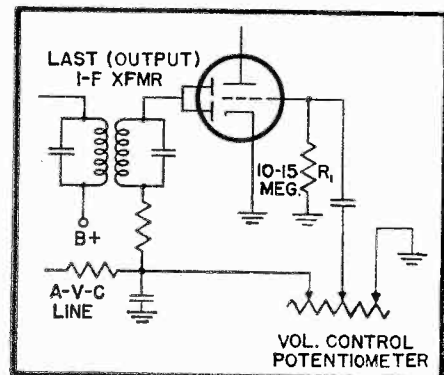 LAST (OUTPUT)
I-F XFMR
10-15
MEG.
R1
B+
A-V-C
LINE
VOL. CONTROL
POTENTIOMETER